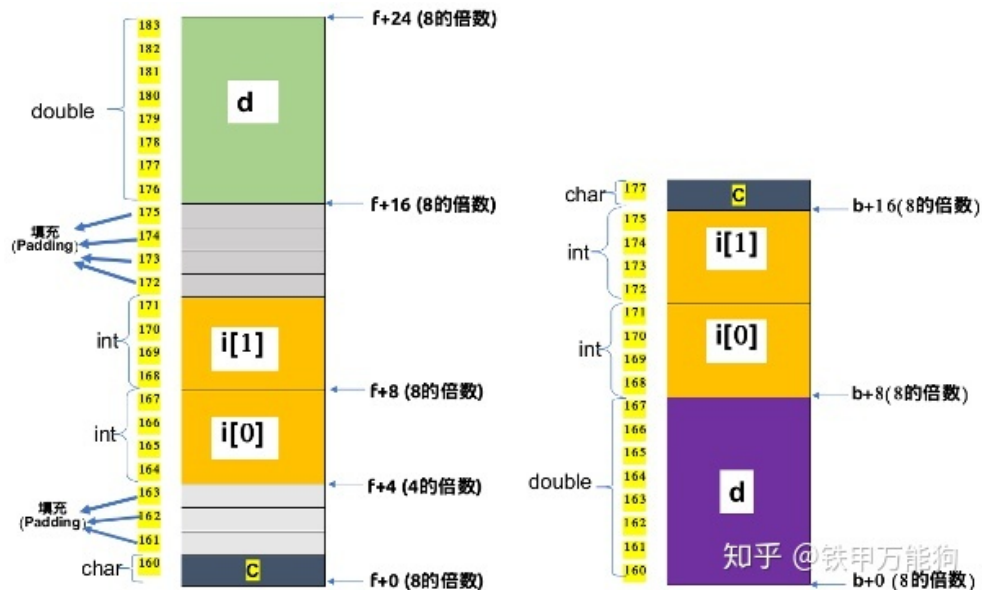 183
182
181
180
179
178
177
176
175
174
173
172
171
170
169
168
167
166
165
164
163
162
161
160
double
填充
(Padding)
int
int
填充
(Padding)
char
d
i[1]
i[0]
C
f+24 (8的倍数)
f+16 (8的倍数)
f+8 (8的倍数)
f+4 (4的倍数)
f+0 (8的倍数)
char
int
int
double
177
175
174
173
172
171
170
169
168
167
166
165
164
163
162
161
160
C
i[1]
i[0]
d
b+16(8的倍数)
b+8(8的倍数)
b+0 (8的倍数)
知乎 @铁甲万能狗